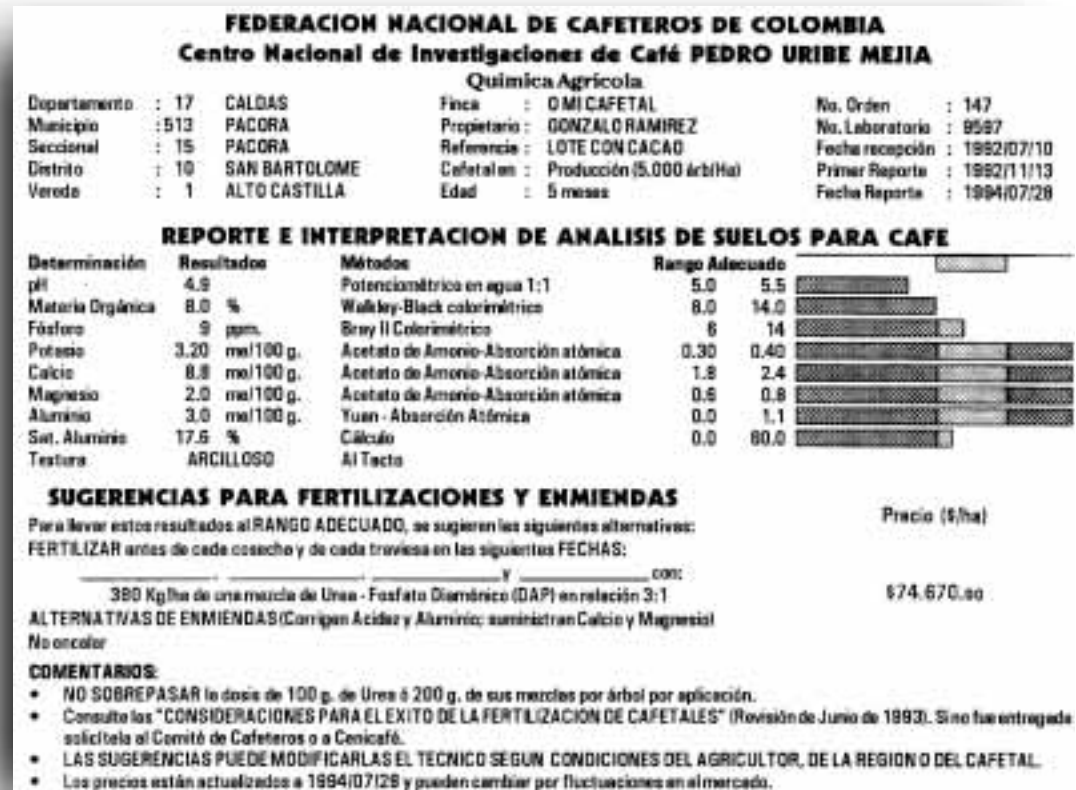 FEDERACION NACIONAL DE CAFETEROS DE COLOMBIA
Centro Nacional de Investigaciones de Café PEDRO URIBE MEJIA
Química Agrícola
Departamento : 17 CALDAS Finca : O MI CAFETAL No. Orden : 147
Municipio :513 PACORA Propietario : GONZALO RAMIREZ No. Laboratorio : 9597
Seccional : 15 PACORA Referencia : LOTE CON CACAO Fecha recepción : 1992/07/10
Distrito : 10 SAN BARTOLOME Cafetal en : Producción (5.000 árb/Ha) Primer Reporte : 1992/11/13
Vereda : 1 ALTO CASTILLA Edad : 5 meses Fecha Reporte : 1994/07/28
REPORTE E INTERPRETACION DE ANALISIS DE SUELOS PARA CAFE
Determinación Resultados Métodos Rango Adecuado
pH 4.9 Potenciométrico en agua 1:1 5.0 5.5
Materia Orgánica 8.0 % Walkley-Black colorimétrico 8.0 14.0
Fósforo 9 ppm. Bray II Colorimétrico 6 14
Potasio 3.20 me/100 g. Acetato de Amonio-Absorción atómica 0.30 0.40
Calcio 8.8 me/100 g. Acetato de Amonio-Absorción atómica 1.8 2.4
Magnesio 2.0 me/100 g. Acetato de Amonio-Absorción atómica 0.6 0.8
Aluminio 3.0 me/100 g. Yuan - Absorción Atómica 0.0 1.1
Sat. Aluminio 17.6 % Cálculo 0.0 60.0
Textura ARCILLOSO Al Tacto
SUGERENCIAS PARA FERTILIZACIONES Y ENMIENDAS
Precio ($/ha)
Para llevar estos resultados al RANGO ADECUADO, se sugieren las siguientes alternativas:
FERTILIZAR antes de cada cosecha y de cada traviesa en las siguientes FECHAS:
, , y con:
380 Kg/ha de una mezcla de Urea - Fosfato Diamónico (DAP) en relación 3:1 $74.670.oo
ALTERNATIVAS DE ENMIENDAS (Corrigen Acidez y Aluminio; suministran Calcio y Magnesio)
No encalar
COMENTARIOS:
• NO SOBREPASAR la dosis de 100 g. de Urea ó 200 g. de sus mezclas por árbol por aplicación.
• Consulte las "CONSIDERACIONES PARA EL EXITO DE LA FERTILIZACION DE CAFETALES" (Revisión de Junio de 1993). Si no fue entregada
solicítela al Comité de Cafeteros o a Cenicafé.
• LAS SUGERENCIAS PUEDE MODIFICARLAS EL TECNICO SEGUN CONDICIONES DEL AGRICULTOR, DE LA REGION O DEL CAFETAL.
• Los precios están actualizados a 1994/07/28 y pueden cambiar por fluctuaciones en el mercado.